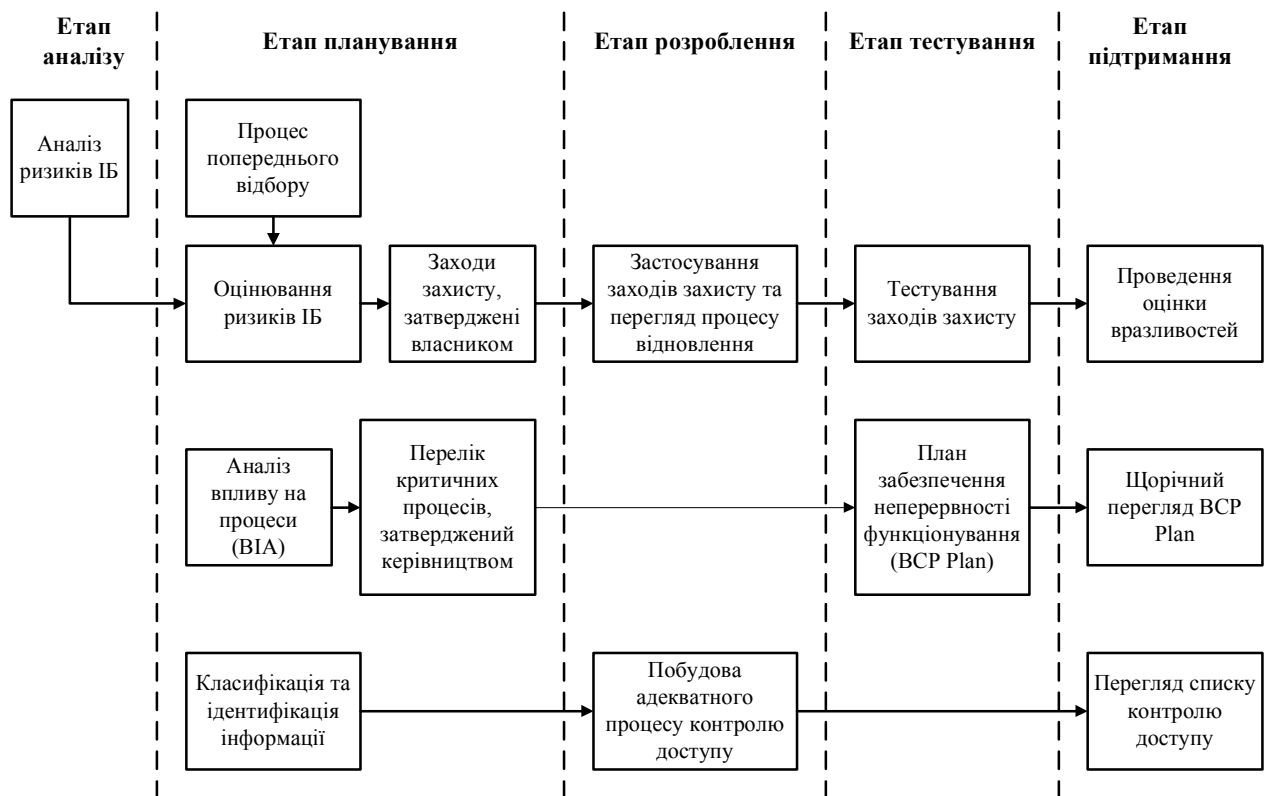 Етап
аналізу
Етап планування
Етап розроблення
Етап тестування
Етап
підтримання
Аналіз
ризиків ІБ
Процес
попереднього
відбору
Оцінювання
ризиків ІБ
Заходи
захисту,
затверджені
власником
Застосування
заходів захисту та
перегляд процесу
відновлення
Тестування
заходів захисту
Проведення
оцінки
вразливостей
Аналіз
впливу на
процеси
(BIA)
Перелік
критичних
процесів,
затверджений
керівництвом
План
забезпечення
неперервності
функціонування
(BCP Plan)
Щорічний
перегляд BCP
Plan
Класифікація та
ідентифікація
інформації
Побудова
адекватного
процесу контролю
доступу
Перегляд списку
контролю
доступу